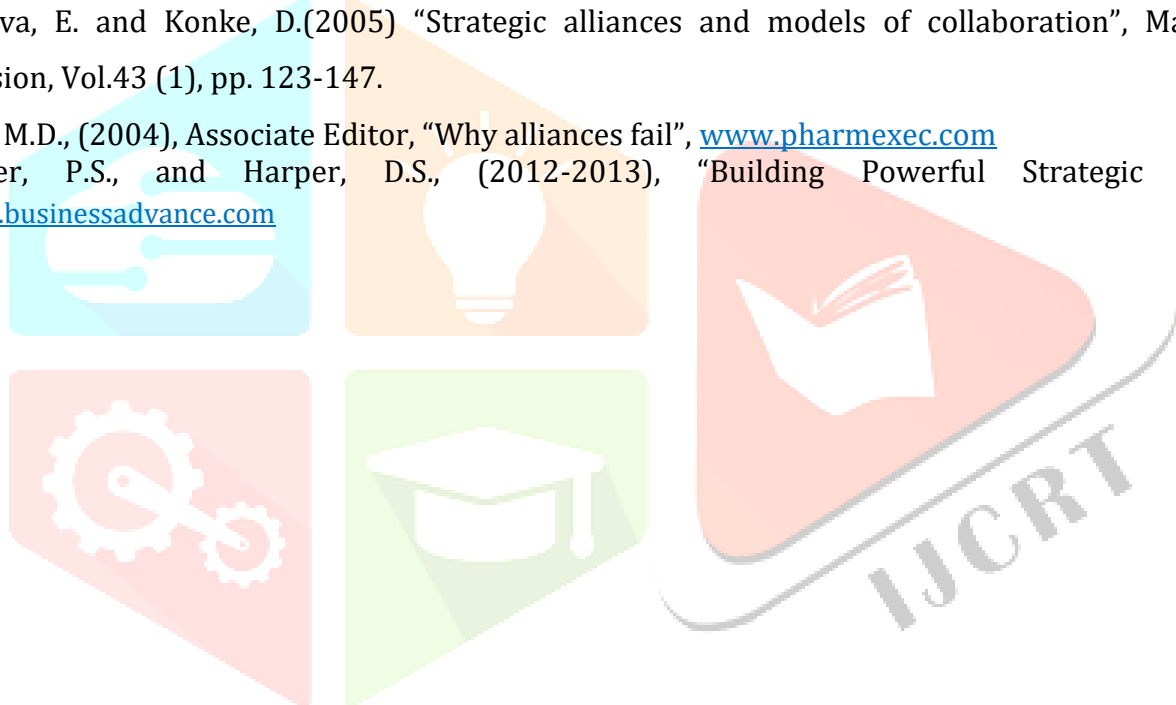 va, E. and Konke, D.(2005) “Strategic alliances and models of collaboration”, Ma
sion, Vol.43 (1), pp. 123-147.
M.D., (2004), Associate Editor, “Why alliances fail”, www.pharmexec.com
er, P.S., and Harper, D.S., (2012-2013), “Building Powerful Strategic
.businessadvance.com
IJCRT